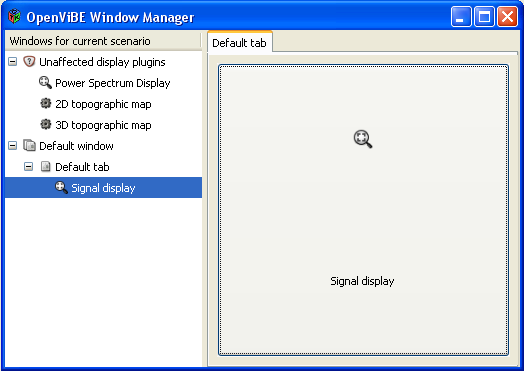 OpenViBE Window Manager
Windows for current scenario
Unaffected display plugins
Power Spectrum Display
2D topographic map
3D topographic map
Default window
Default tab
Signal display
Default tab
Signal display